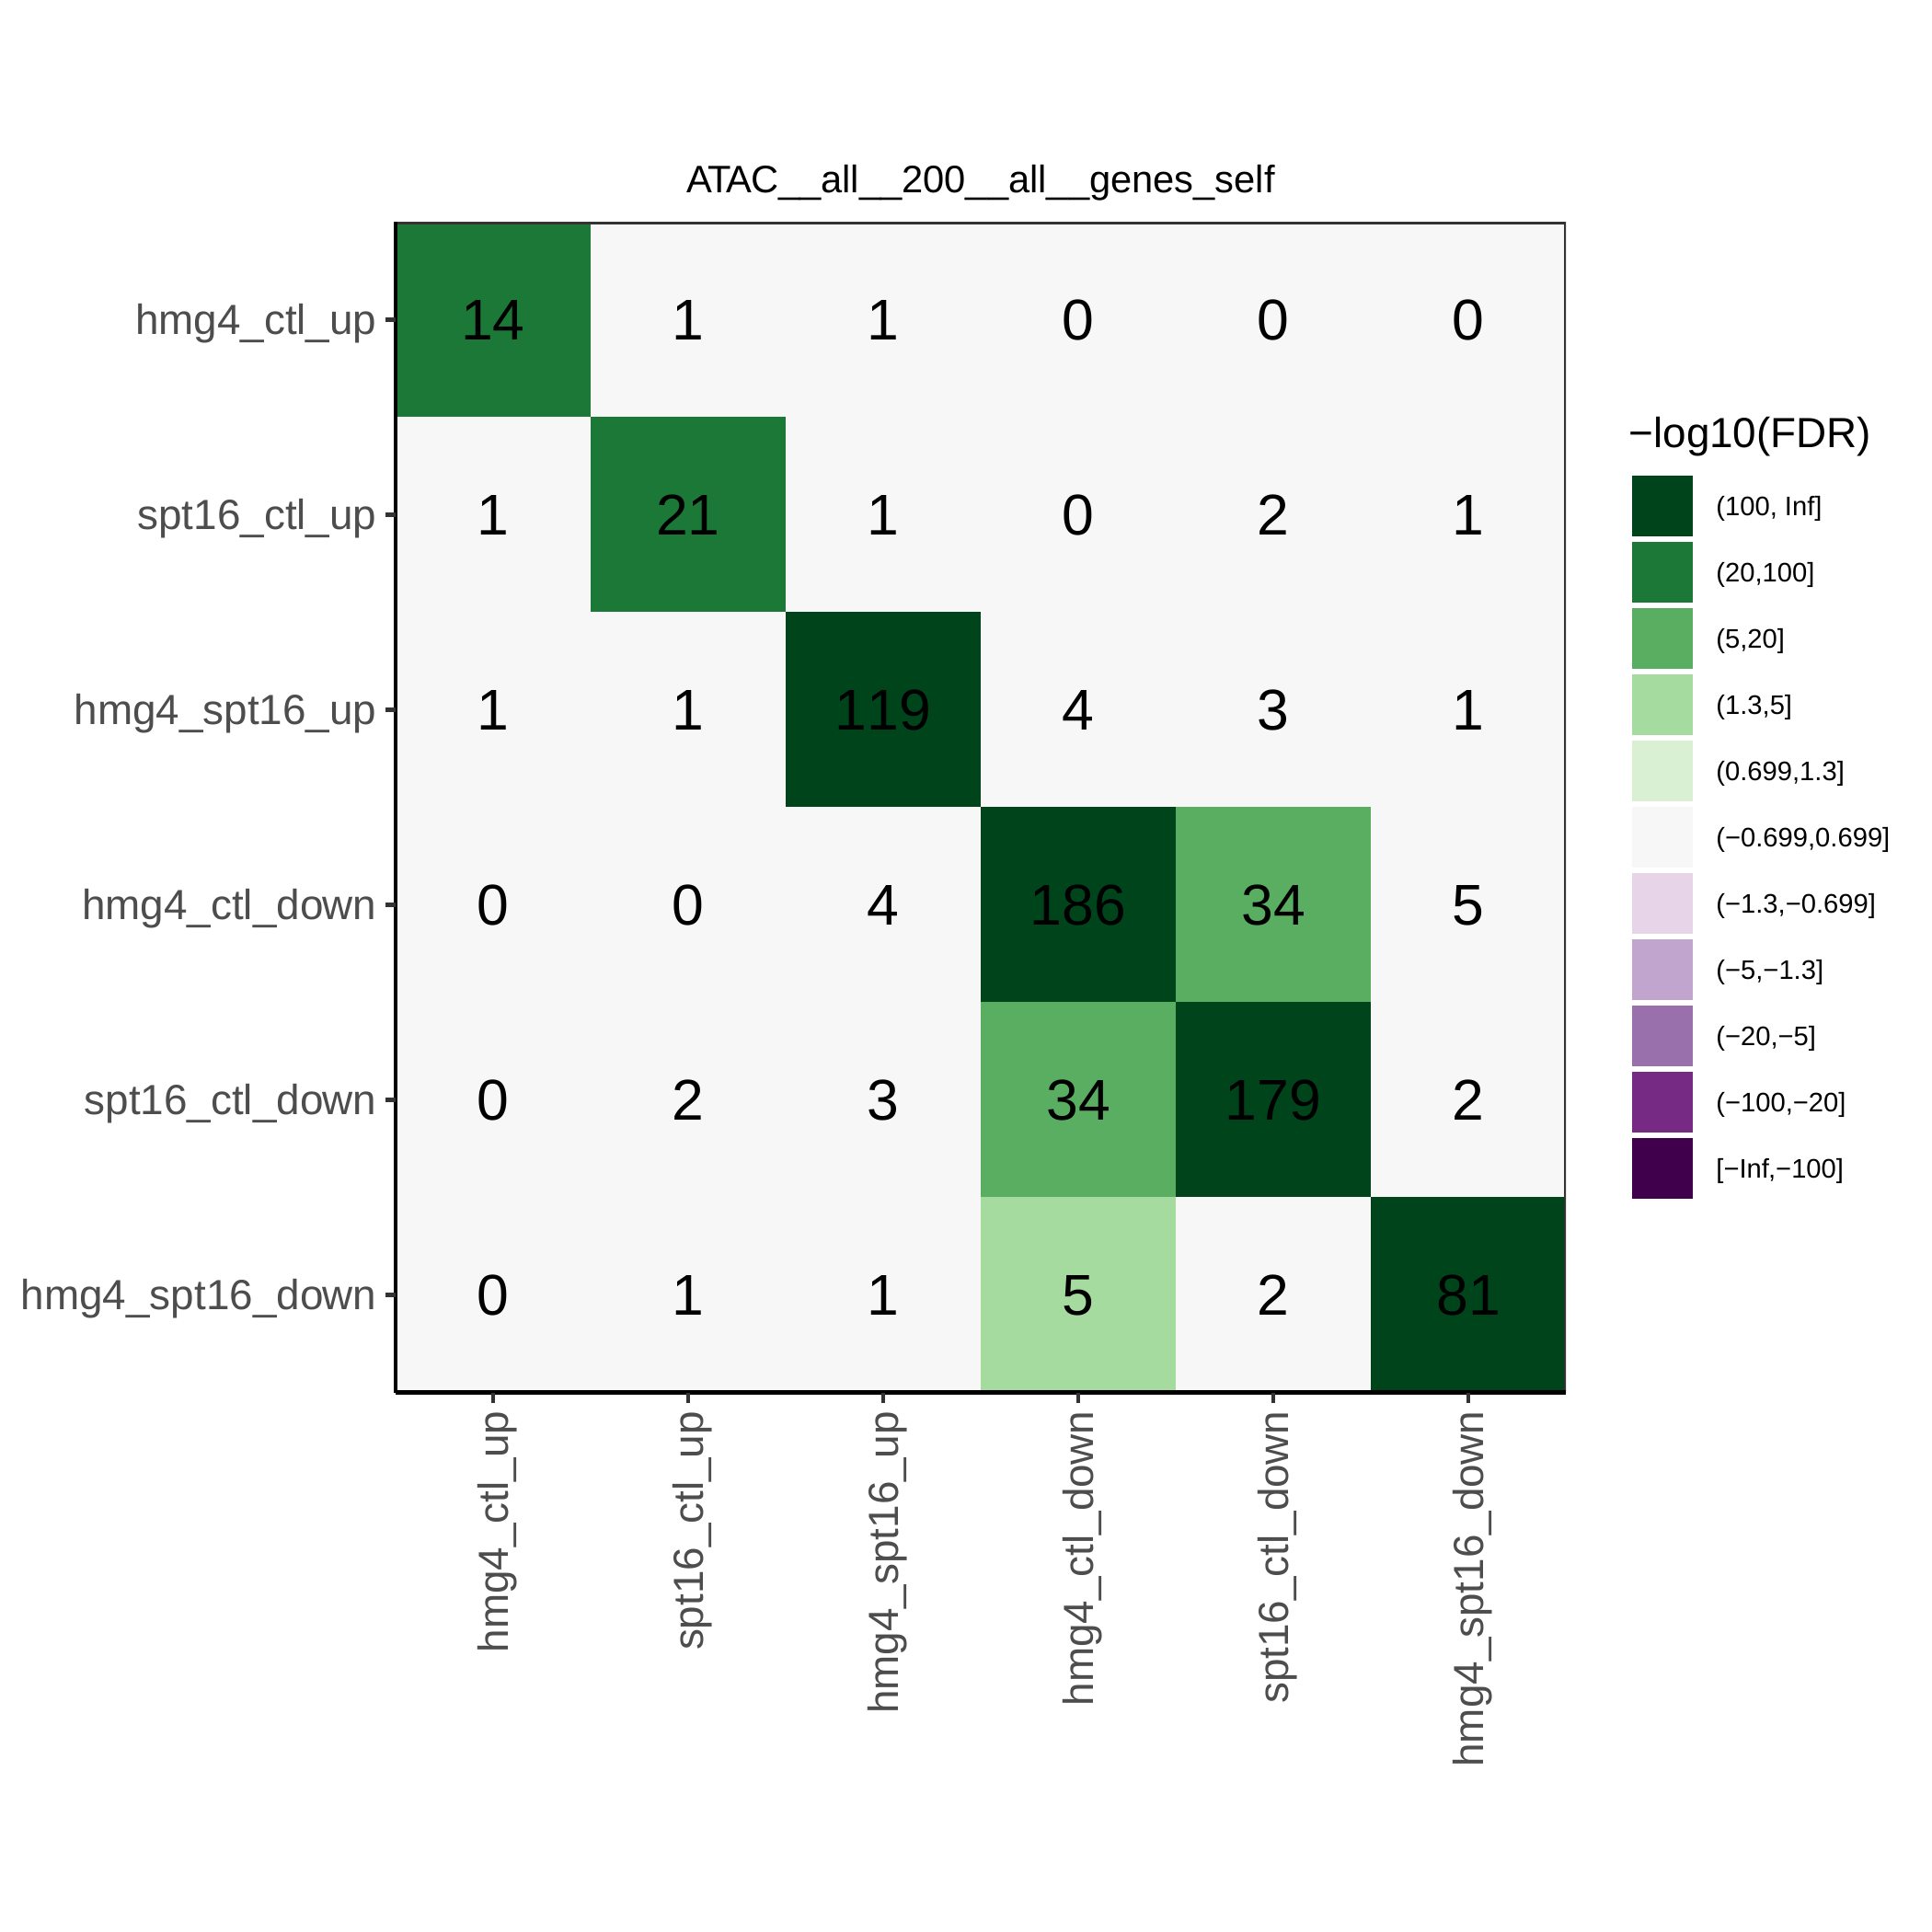 ATAC__all__200__all__genes_self
hmg4_ctl_up 14 1 1 0 0 0
spt16_ctl_up 1 21 1 0 2 1
hmg4_spt16_up 1 1 119 4 3 1
hmg4_ctl_down 0 0 4 186 34 5
spt16_ctl_down 0 2 3 34 179 2
hmg4_spt16_down 0 1 1 5 2 81
hmg4_ctl_up
spt16_ctl_up
hmg4_spt16_up
hmg4_ctl_down
spt16_ctl_down
hmg4_spt16_down
−log10(FDR)
(100, Inf]
(20,100]
(5,20]
(1.3,5]
(0.699,1.3]
(−0.699,0.699]
(−1.3,−0.699]
(−5,−1.3]
(−20,−5]
(−100,−20]
[−Inf,−100]